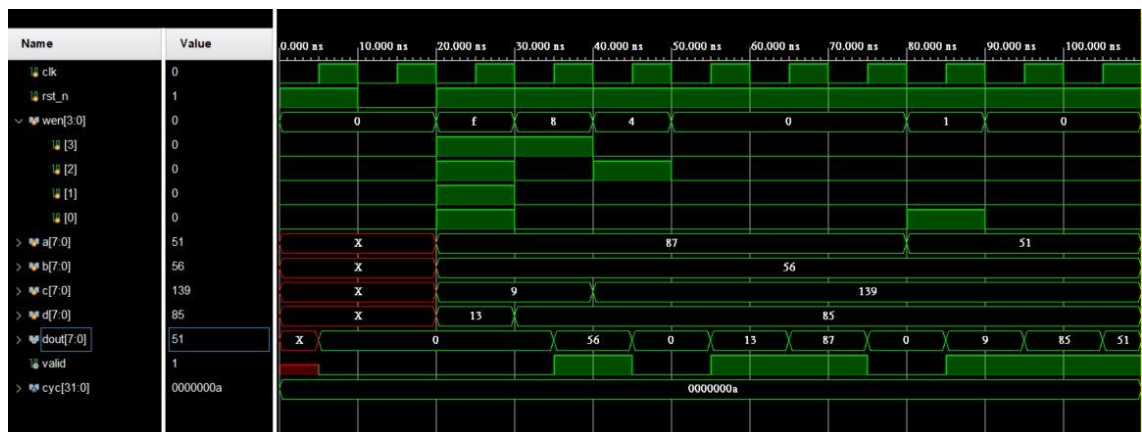 Name Value 0.000 ns 10.000 ns 20.000 ns 30.000 ns 40.000 ns 50.000 ns 60.000 ns 70.000 ns 80.000 ns 90.000 ns 100.000 ns
clk 0
rst_n 1
wen[3:0] 0 0 f 8 4 0 1 0
[3] 0
[2] 0
[1] 0
[0] 0
a[7:0] 51 X 87 51
b[7:0] 56 X 56
c[7:0] 139 X 9 139
d[7:0] 85 X 13 85
dout[7:0] 51 X 0 56 0 13 87 0 9 85 51
valid 1
cyc[31:0] 0000000a 0000000a